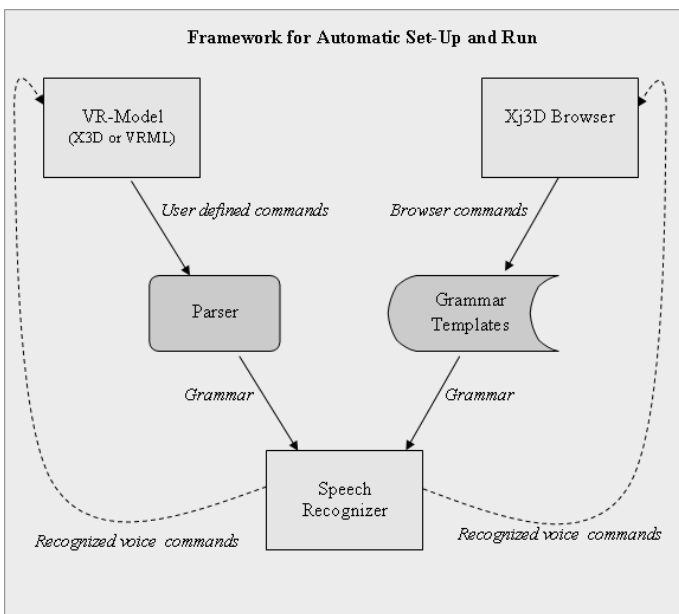 Framework for Automatic Set-Up and Run
VR-Model
(X3D or VRML)
Xj3D Browser
User defined commands
Browser commands
Parser
Grammar
Templates
Grammar
Grammar
Speech
Recognizer
Recognized voice commands
Recognized voice commands